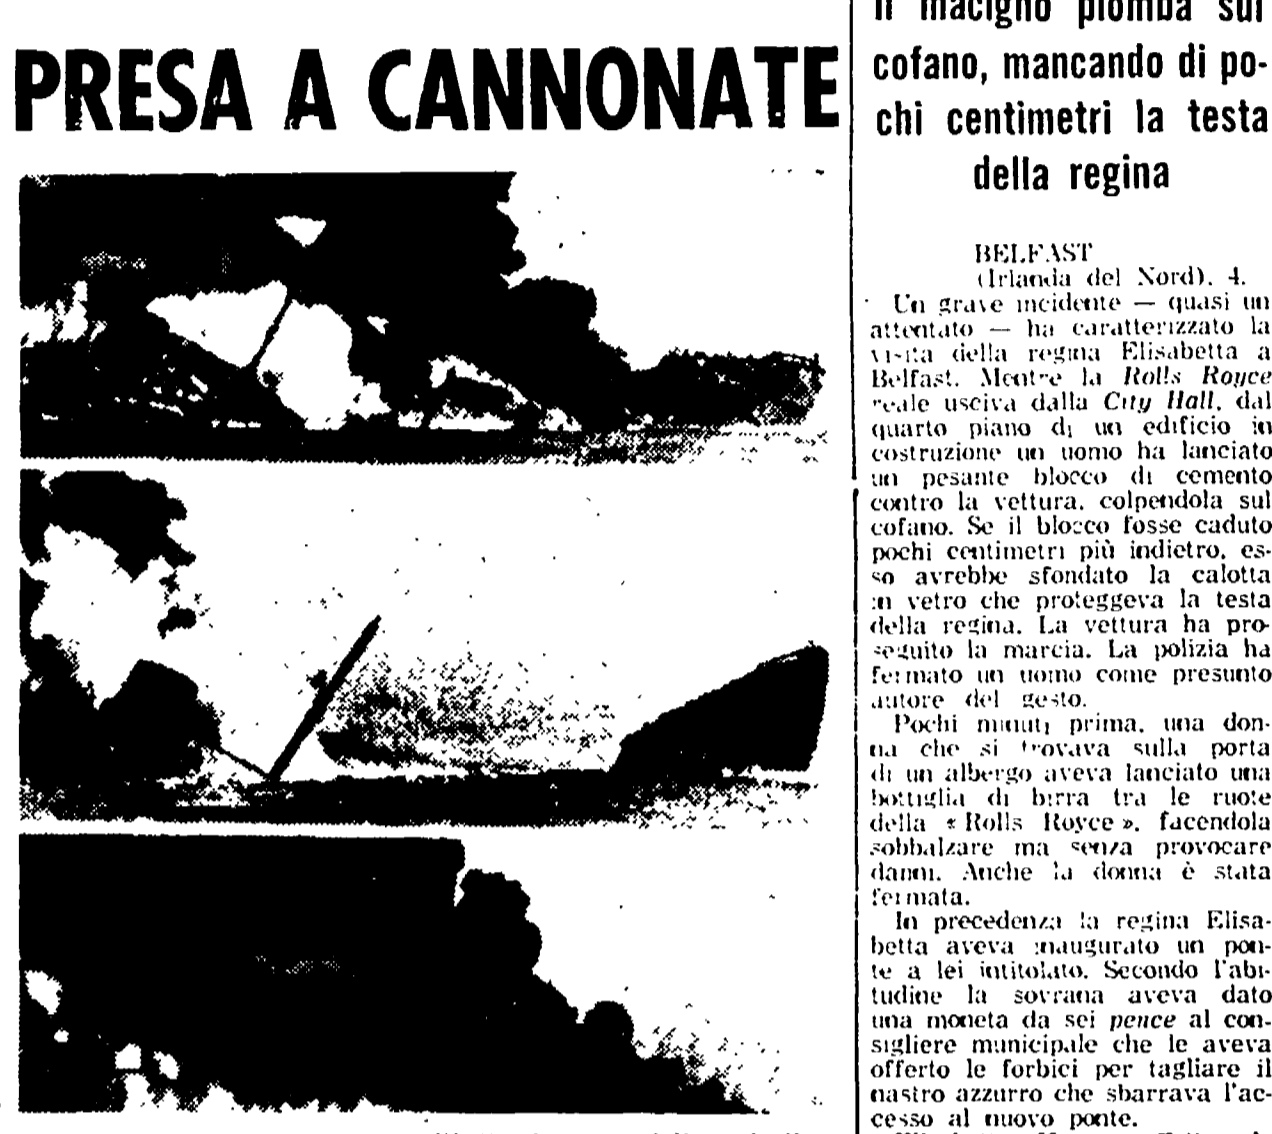 PRESA A CANNONATE
Il macigno piomba sul
cofano, mancando di po-
chi centimetri la testa
della regina
BELFAST
(Irlanda del Nord), 4.
Un grave incidente — quasi un
attentato — ha caratterizzato la
visita della regina Elisabetta a
Belfast. Mentre la Rolls Royce
reale usciva dalla City Hall, dal
quarto piano di un edificio in
costruzione un uomo ha lanciato
un pesante blocco di cemento
contro la vettura, colpendola sul
cofano. Se il blocco fosse caduto
pochi centimetri più indietro, es-
so avrebbe sfondato la calotta
in vetro che proteggeva la testa
della regina. La vettura ha pro-
seguito la marcia. La polizia ha
fermato un uomo come presunto
autore del gesto.
Pochi minuti prima, una don-
na che si trovava sulla porta
di un albergo aveva lanciato una
bottiglia di birra tra le ruote
della « Rolls Royce », facendola
sobbalzare ma senza provocare
danni. Anche la donna è stata
fermata.
In precedenza la regina Elisa-
betta aveva inaugurato un pon-
te a lei intitolato. Secondo l'abi-
tudine la sovrana aveva dato
una moneta da sei pence al con-
sigliere municipale che le aveva
offerto le forbici per tagliare il
nastro azzurro che sbarrava l'ac-
cesso al nuovo ponte.